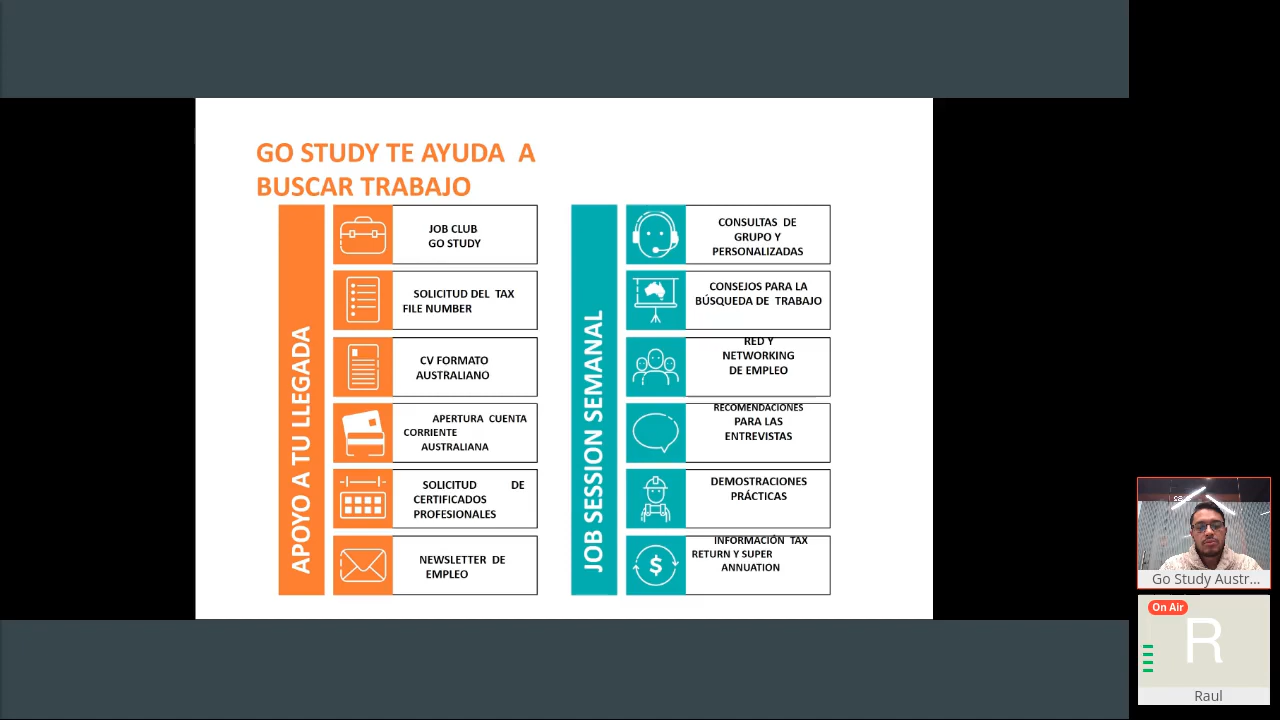 GO STUDY TE AYUDA A
BUSCAR TRABAJO
APOYO A TU LLEGADA
JOB CLUB
GO STUDY
SOLICITUD DEL TAX
FILE NUMBER
CV FORMATO
AUSTRALIANO
APERTURA CUENTA
CORRIENTE
AUSTRALIANA
SOLICITUD DE
CERTIFICADOS
PROFESIONALES
NEWSLETTER DE
EMPLEO
JOB SESSION SEMANAL
CONSULTAS DE
GRUPO Y
PERSONALIZADAS
CONSEJOS PARA LA
BÚSQUEDA DE TRABAJO
RED Y
NETWORKING
DE EMPLEO
RECOMENDACIONES
PARA LAS
ENTREVISTAS
DEMOSTRACIONES
PRÁCTICAS
$
INFORMACIÓN TAX
RETURN Y SUPER
ANNUATION
Go Study Austr...
On Air
R
Raul